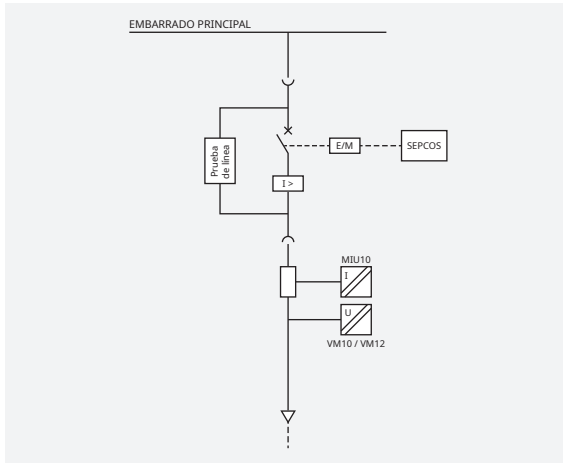 EMBARRADO PRINCIPAL
Prueba
de línea
E/M
SEPCOS
I >
MIU10
I
U
VM10 / VM12